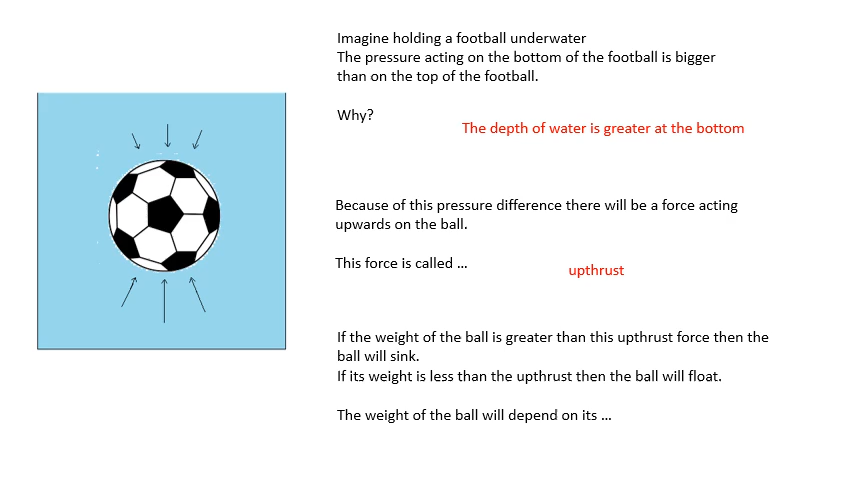 Imagine holding a football underwater
The pressure acting on the bottom of the football is bigger
than on the top of the football.
Why?
The depth of water is greater at the bottom
Because of this pressure difference there will be a force acting
upwards on the ball.
This force is called …
upthrust
If the weight of the ball is greater than this upthrust force then the
ball will sink.
If its weight is less than the upthrust then the ball will float.
The weight of the ball will depend on its …